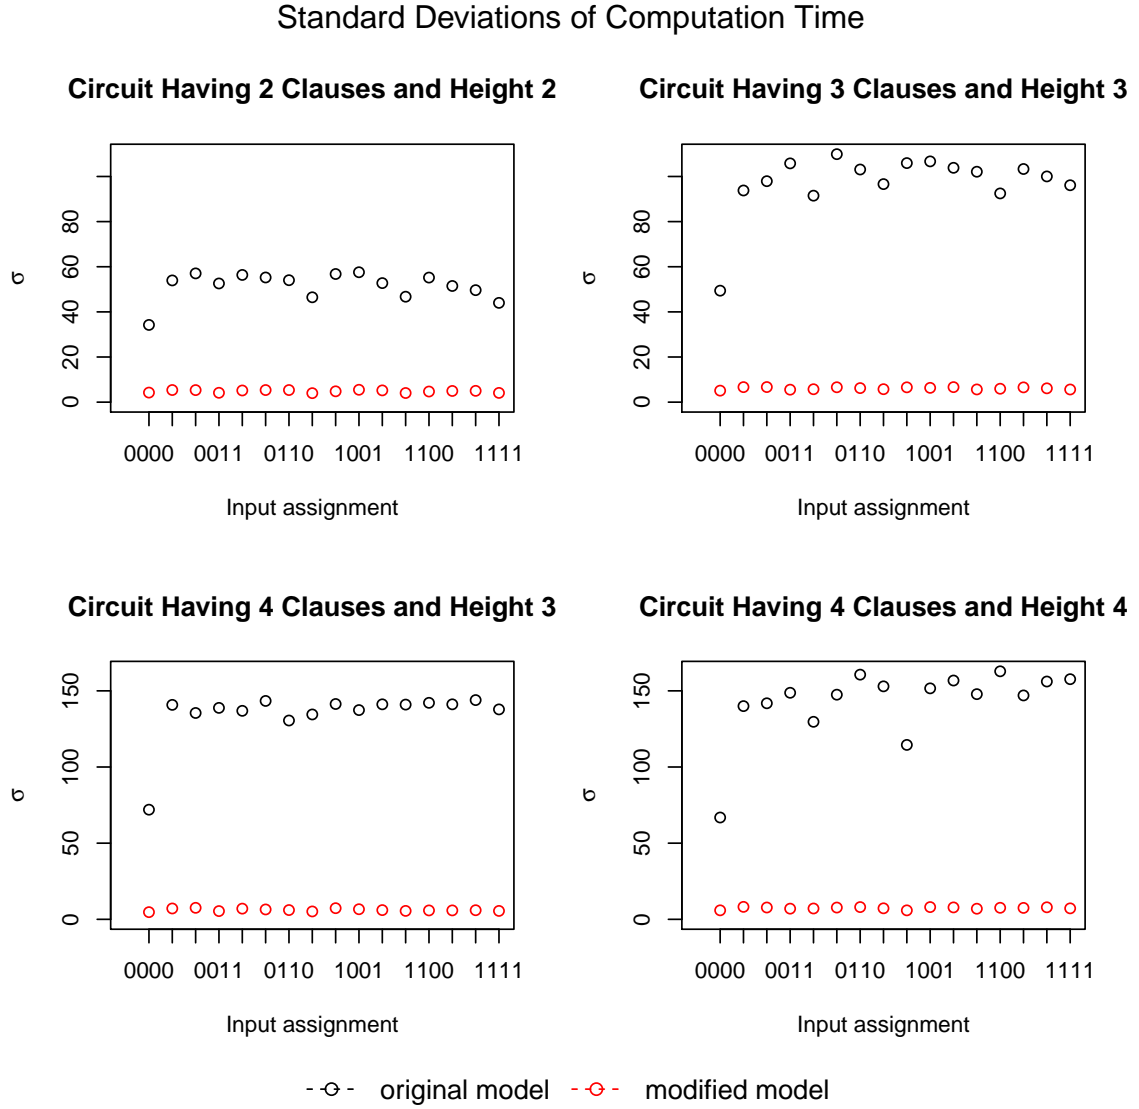 Standard Deviations of Computation Time
Circuit Having 2 Clauses and Height 2
σ
80
60
40
20
0
0000 0011 0110 1001 1100 1111
Input assignment
Circuit Having 3 Clauses and Height 3
σ
80
60
40
20
0
0000 0011 0110 1001 1100 1111
Input assignment
Circuit Having 4 Clauses and Height 3
σ
150
100
50
0
0000 0011 0110 1001 1100 1111
Input assignment
Circuit Having 4 Clauses and Height 4
σ
150
100
50
0
0000 0011 0110 1001 1100 1111
Input assignment
original model modified model